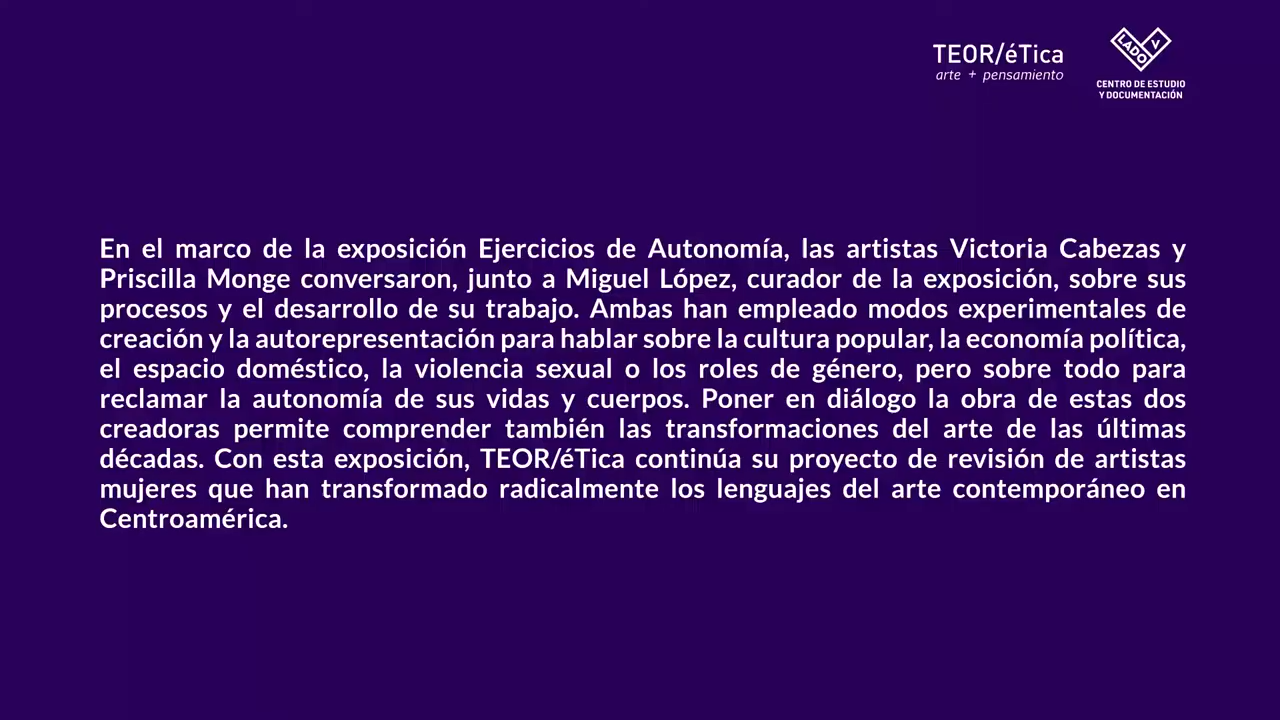 TEOR/éTica
arte + pensamiento
LADO V
CENTRO DE ESTUDIO
Y DOCUMENTACIÓN
En el marco de la exposición Ejercicios de Autonomía, las artistas Victoria Cabezas y
Priscilla Monge conversaron, junto a Miguel López, curador de la exposición, sobre sus
procesos y el desarrollo de su trabajo. Ambas han empleado modos experimentales de
creación y la autorepresentación para hablar sobre la cultura popular, la economía política,
el espacio doméstico, la violencia sexual o los roles de género, pero sobre todo para
reclamar la autonomía de sus vidas y cuerpos. Poner en diálogo la obra de estas dos
creadoras permite comprender también las transformaciones del arte de las últimas
décadas. Con esta exposición, TEOR/éTica continúa su proyecto de revisión de artistas
mujeres que han transformado radicalmente los lenguajes del arte contemporáneo en
Centroamérica.